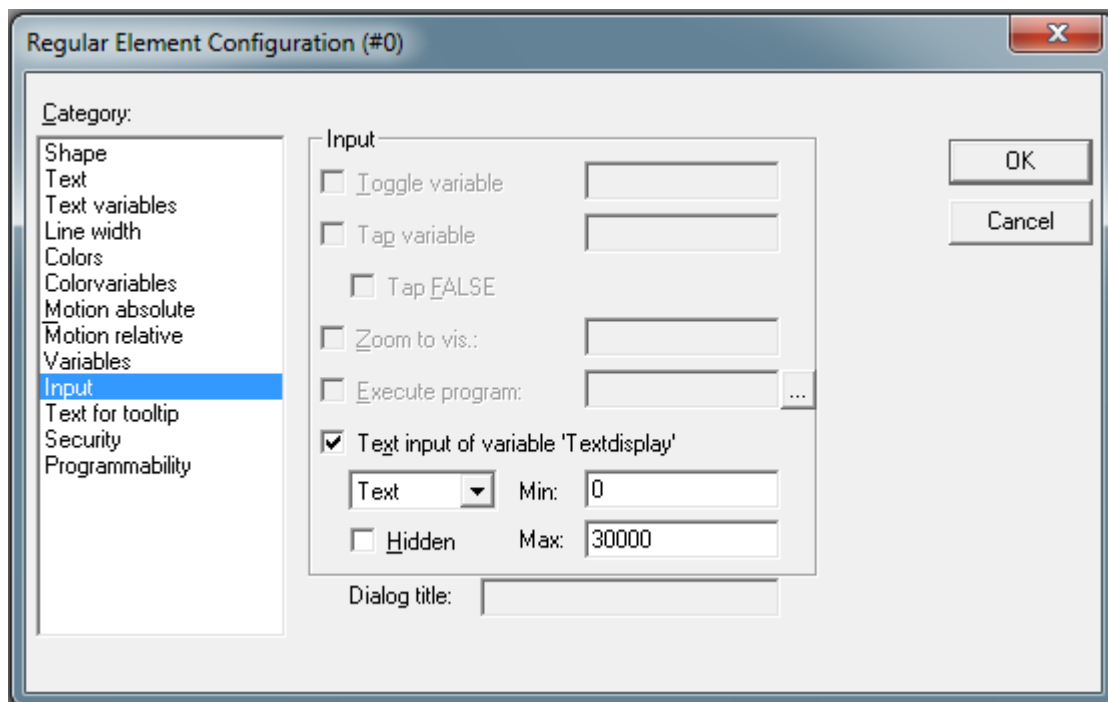 Regular Element Configuration (#0)
Category:
Shape
Text
Text variables
Line width
Colors
Colorvariables
Motion absolute
Motion relative
Variables
Input
Text for tooltip
Security
Programmability
Input
Toggle variable
Tap variable
Tap FALSE
Zoom to vis.:
Execute program:
...
Text input of variable 'Textdisplay'
Text
Min:
0
Hidden
Max:
30000
Dialog title:
OK
Cancel